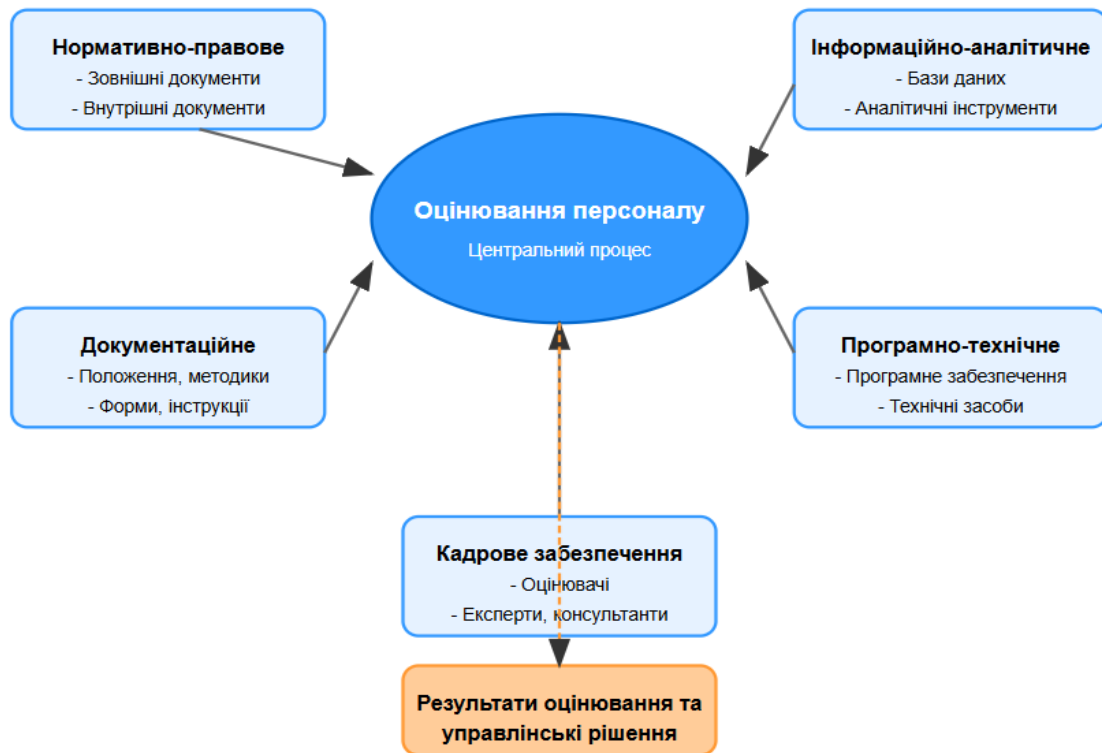 Нормативно-правове
- Зовнішні документи
- Внутрішні документи
Інформаційно-аналітичне
- Бази даних
- Аналітичні інструменти
Оцінювання персоналу
Центральний процес
Документаційне
- Положення, методики
- Форми, інструкції
Програмно-технічне
- Програмне забезпечення
- Технічні засоби
Кадрове забезпечення
- Оцінювачі
- Експерти, консультанти
Результати оцінювання та
управлінські рішення